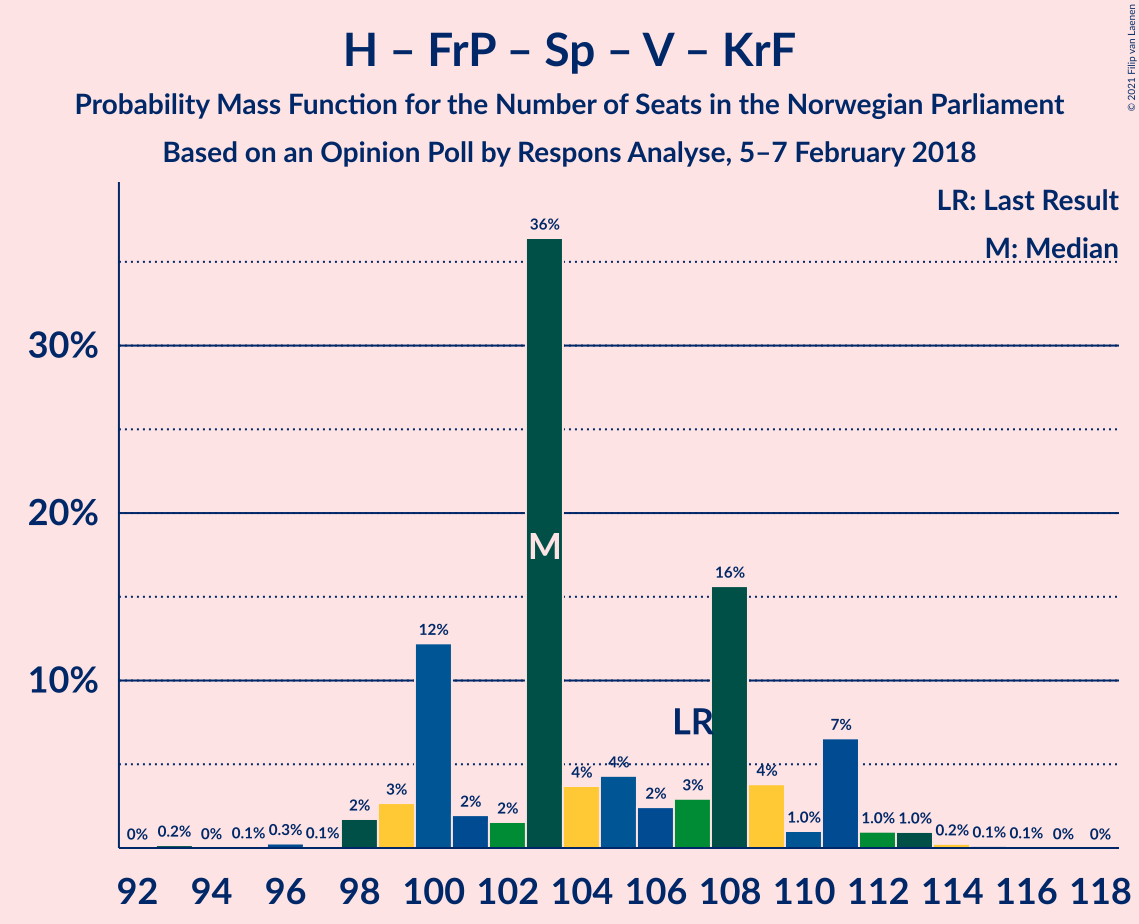 H – FrP – Sp – V – KrF
Probability Mass Function for the Number of Seats in the Norwegian Parliament
Based on an Opinion Poll by Respons Analyse, 5–7 February 2018
© 2021 Filip van Laenen
LR: Last Result
M: Median
30%
20%
10%
0% 0.2% 0% 0.1% 0.3% 0.1% 2% 3% 12% 2% 2% 36% 4% 4% 2% 3% 16% 4% 1.0% 7% 1.0% 1.0% 0.2% 0.1% 0.1% 0% 0%
M
LR
92 94 96 98 100 102 104 106 108 110 112 114 116 118